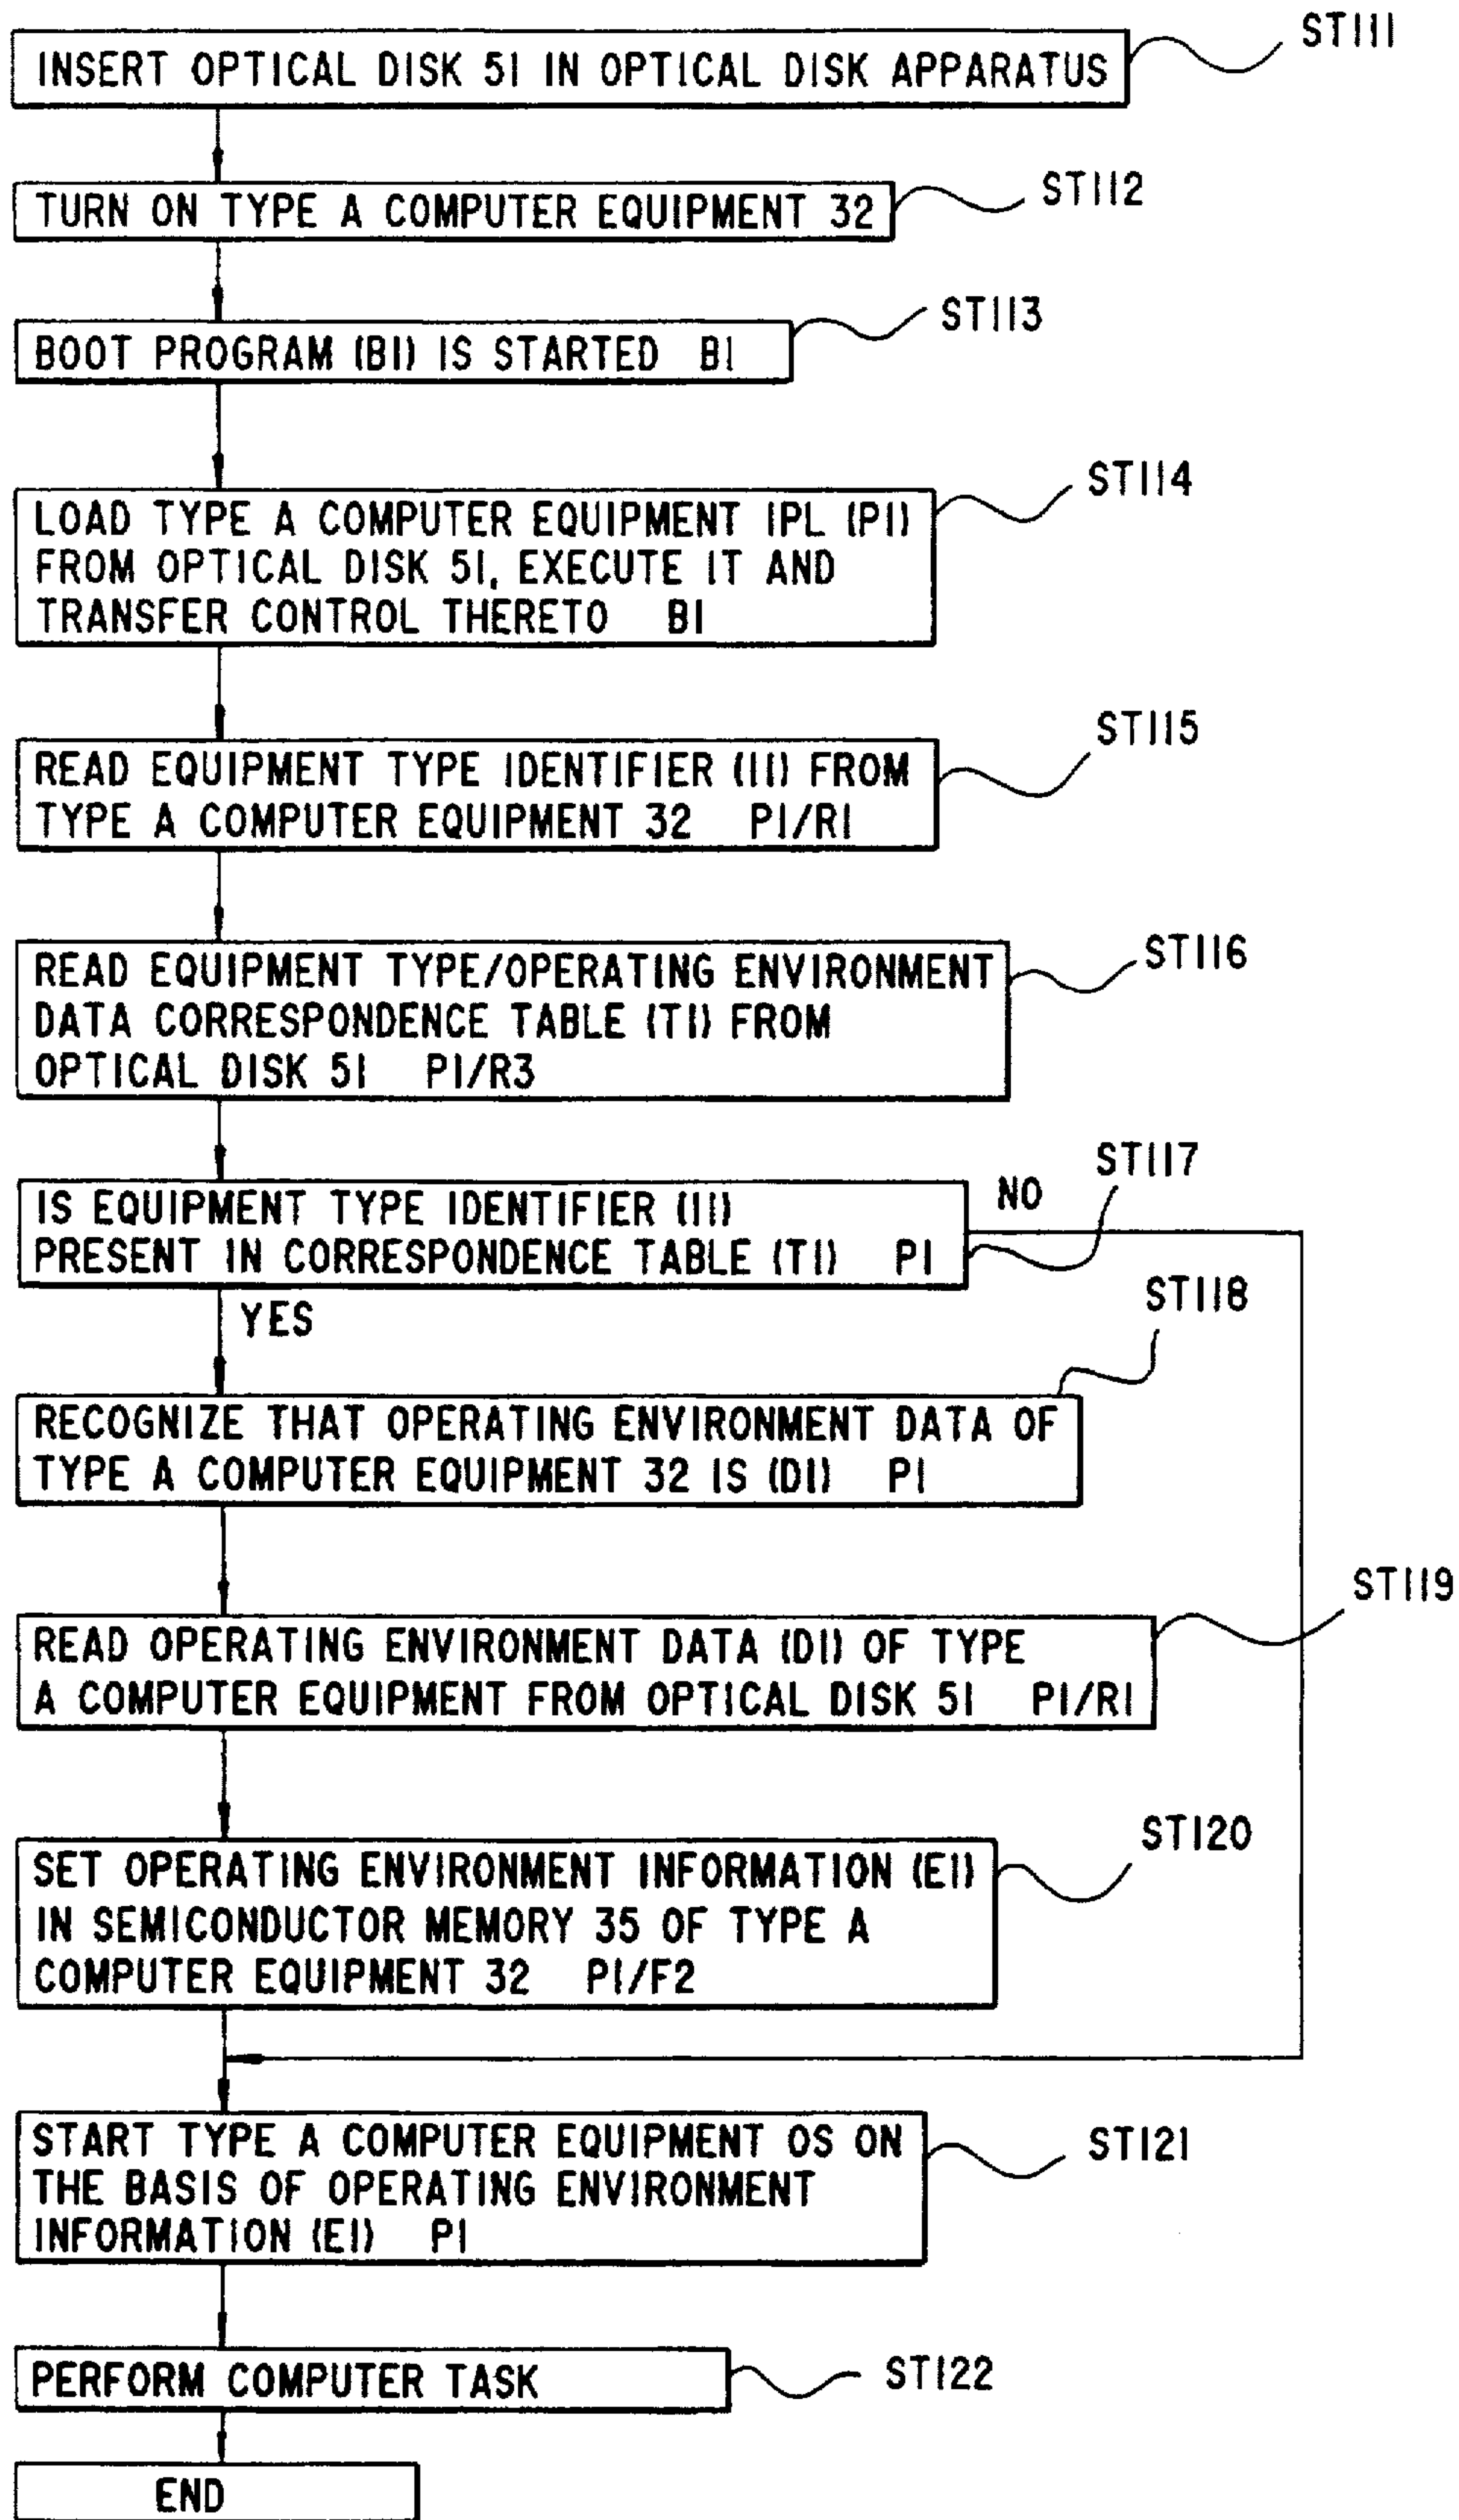 ST111
INSERT OPTICAL DISK 51 IN OPTICAL DISK APPARATUS
ST112
TURN ON TYPE A COMPUTER EQUIPMENT 32
ST113
BOOT PROGRAM (B1) IS STARTED B1
ST114
LOAD TYPE A COMPUTER EQUIPMENT IPL (P1)
FROM OPTICAL DISK 51, EXECUTE IT AND
TRANSFER CONTROL THERETO B1
ST115
READ EQUIPMENT TYPE IDENTIFIER (I1) FROM
TYPE A COMPUTER EQUIPMENT 32 P1/R1
ST116
READ EQUIPMENT TYPE/OPERATING ENVIRONMENT
DATA CORRESPONDENCE TABLE (T1) FROM
OPTICAL DISK 51 P1/R3
ST117
NO
IS EQUIPMENT TYPE IDENTIFIER (I1)
PRESENT IN CORRESPONDENCE TABLE (T1) P1
YES
ST118
RECOGNIZE THAT OPERATING ENVIRONMENT DATA OF
TYPE A COMPUTER EQUIPMENT 32 IS (D1) P1
ST119
READ OPERATING ENVIRONMENT DATA (D1) OF TYPE
A COMPUTER EQUIPMENT FROM OPTICAL DISK 51 P1/R1
ST120
SET OPERATING ENVIRONMENT INFORMATION (E1)
IN SEMICONDUCTOR MEMORY 35 OF TYPE A
COMPUTER EQUIPMENT 32 P1/F2
ST121
START TYPE A COMPUTER EQUIPMENT OS ON
THE BASIS OF OPERATING ENVIRONMENT
INFORMATION (E1) P1
ST122
PERFORM COMPUTER TASK
END